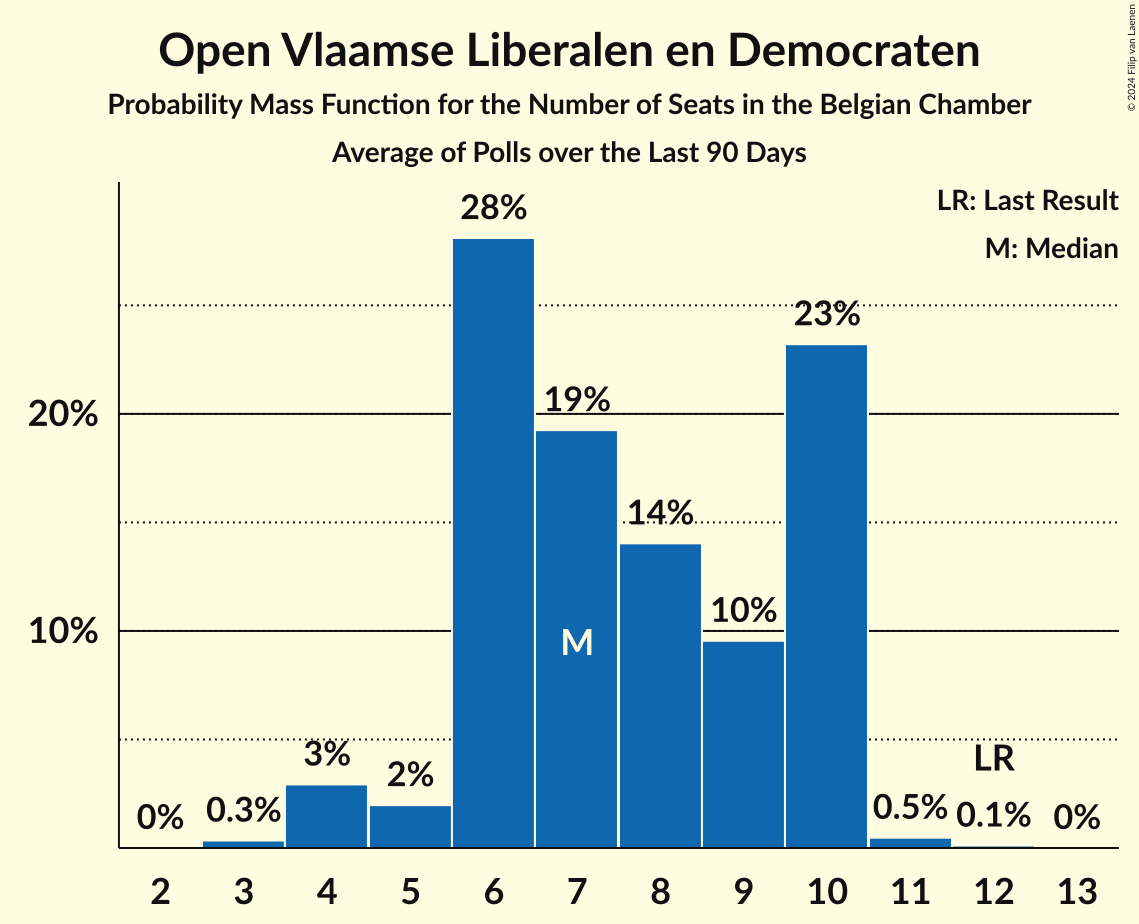 Open Vlaamse Liberalen en Democraten
Probability Mass Function for the Number of Seats in the Belgian Chamber
Average of Polls over the Last 90 Days
© 2024 Filip van Laenen
LR: Last Result
M: Median
28%
23%
20%
19%
14%
10%
10%
M
3%
2%
LR
0%
0.3%
0.5%
0.1%
0%
2 3 4 5 6 7 8 9 10 11 12 13